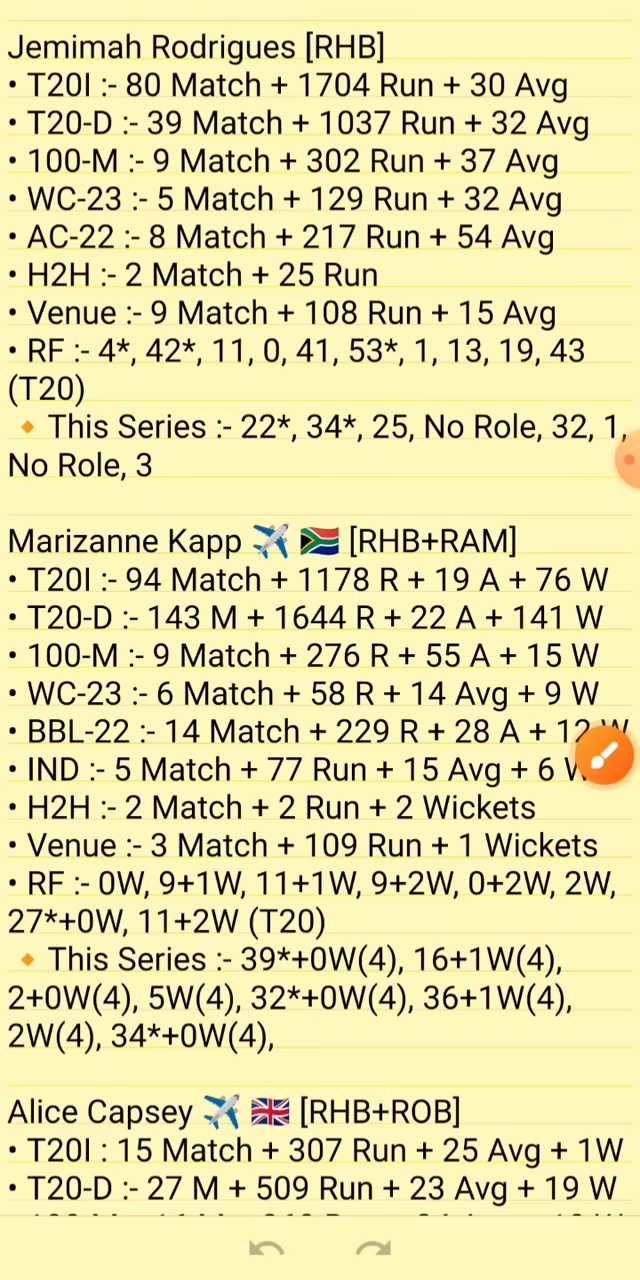 Jemimah Rodrigues [RHB]
• T20I :- 80 Match + 1704 Run + 30 Avg
• T20-D :- 39 Match + 1037 Run + 32 Avg
• 100-M :- 9 Match + 302 Run + 37 Avg
• WC-23 :- 5 Match + 129 Run + 32 Avg
• AC-22 :- 8 Match + 217 Run + 54 Avg
• H2H :- 2 Match + 25 Run
• Venue :- 9 Match + 108 Run + 15 Avg
• RF :- 4*, 42*, 11, 0, 41, 53*, 1, 13, 19, 43
(T20)
🔸This Series :- 22*, 34*, 25, No Role, 32, 1,
No Role, 3
Marizanne Kapp ✈️ 🇿🇦 [RHB+RAM]
• T20I :- 94 Match + 1178 R + 19 A + 76 W
• T20-D :- 143 M + 1644 R + 22 A + 141 W
• 100-M :- 9 Match + 276 R + 55 A + 15 W
• WC-23 :- 6 Match + 58 R + 14 Avg + 9 W
• BBL-22 :- 14 Match + 229 R + 28 A + 12 W
• IND :- 5 Match + 77 Run + 15 Avg + 6 W
• H2H :- 2 Match + 2 Run + 2 Wickets
• Venue :- 3 Match + 109 Run + 1 Wickets
• RF :- 0W, 9+1W, 11+1W, 9+2W, 0+2W, 2W,
27*+0W, 11+2W (T20)
🔸This Series :- 39*+0W(4), 16+1W(4),
2+0W(4), 5W(4), 32*+0W(4), 36+1W(4),
2W(4), 34*+0W(4),
Alice Capsey ✈️ 🇬🇧 [RHB+ROB]
• T20I : 15 Match + 307 Run + 25 Avg + 1W
• T20-D :- 27 M + 509 Run + 23 Avg + 19 W